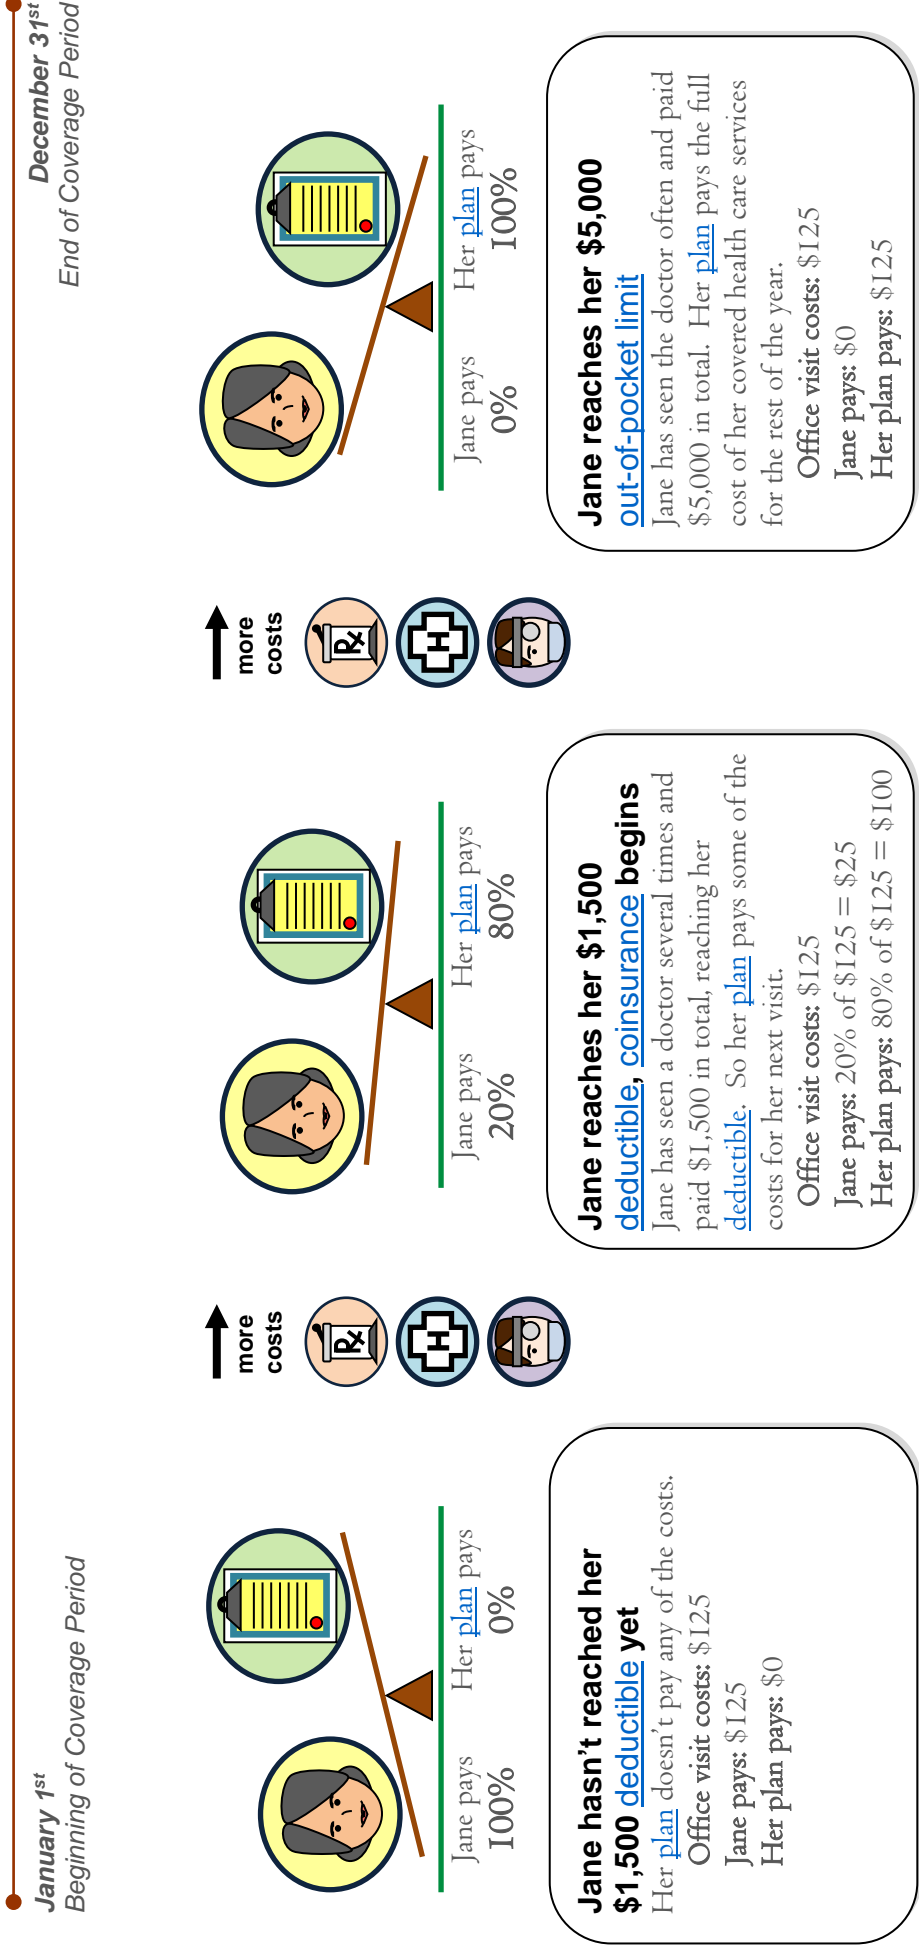 January 1st
Beginning of Coverage Period
December 31st
End of Coverage Period
Jane pays
100%
Her plan pays
0%
more
costs
Rx
H
Jane pays
20%
Her plan pays
80%
more
costs
Rx
H
Jane pays
0%
Her plan pays
100%
Jane hasn’t reached her
$1,500 deductible yet
Her plan doesn’t pay any of the costs.
Office visit costs: $125
Jane pays: $125
Her plan pays: $0
Jane reaches her $1,500
deductible, coinsurance begins
Jane has seen a doctor several times and
paid $1,500 in total, reaching her
deductible. So her plan pays some of the
costs for her next visit.
Office visit costs: $125
Jane pays: 20% of $125 = $25
Her plan pays: 80% of $125 = $100
Jane reaches her $5,000
out-of-pocket limit
Jane has seen the doctor often and paid
$5,000 in total. Her plan pays the full
cost of her covered health care services
for the rest of the year.
Office visit costs: $125
Jane pays: $0
Her plan pays: $125